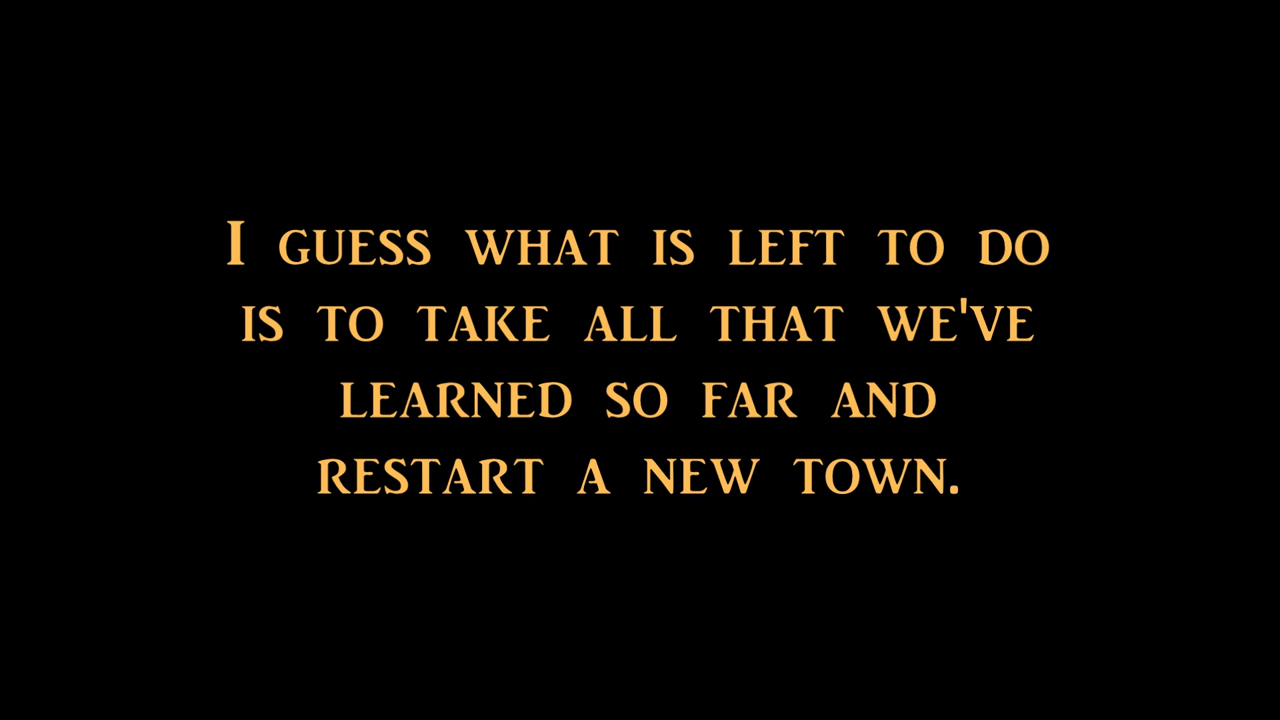 I guess what is left to do
is to take all that we've
learned so far and
restart a new town.